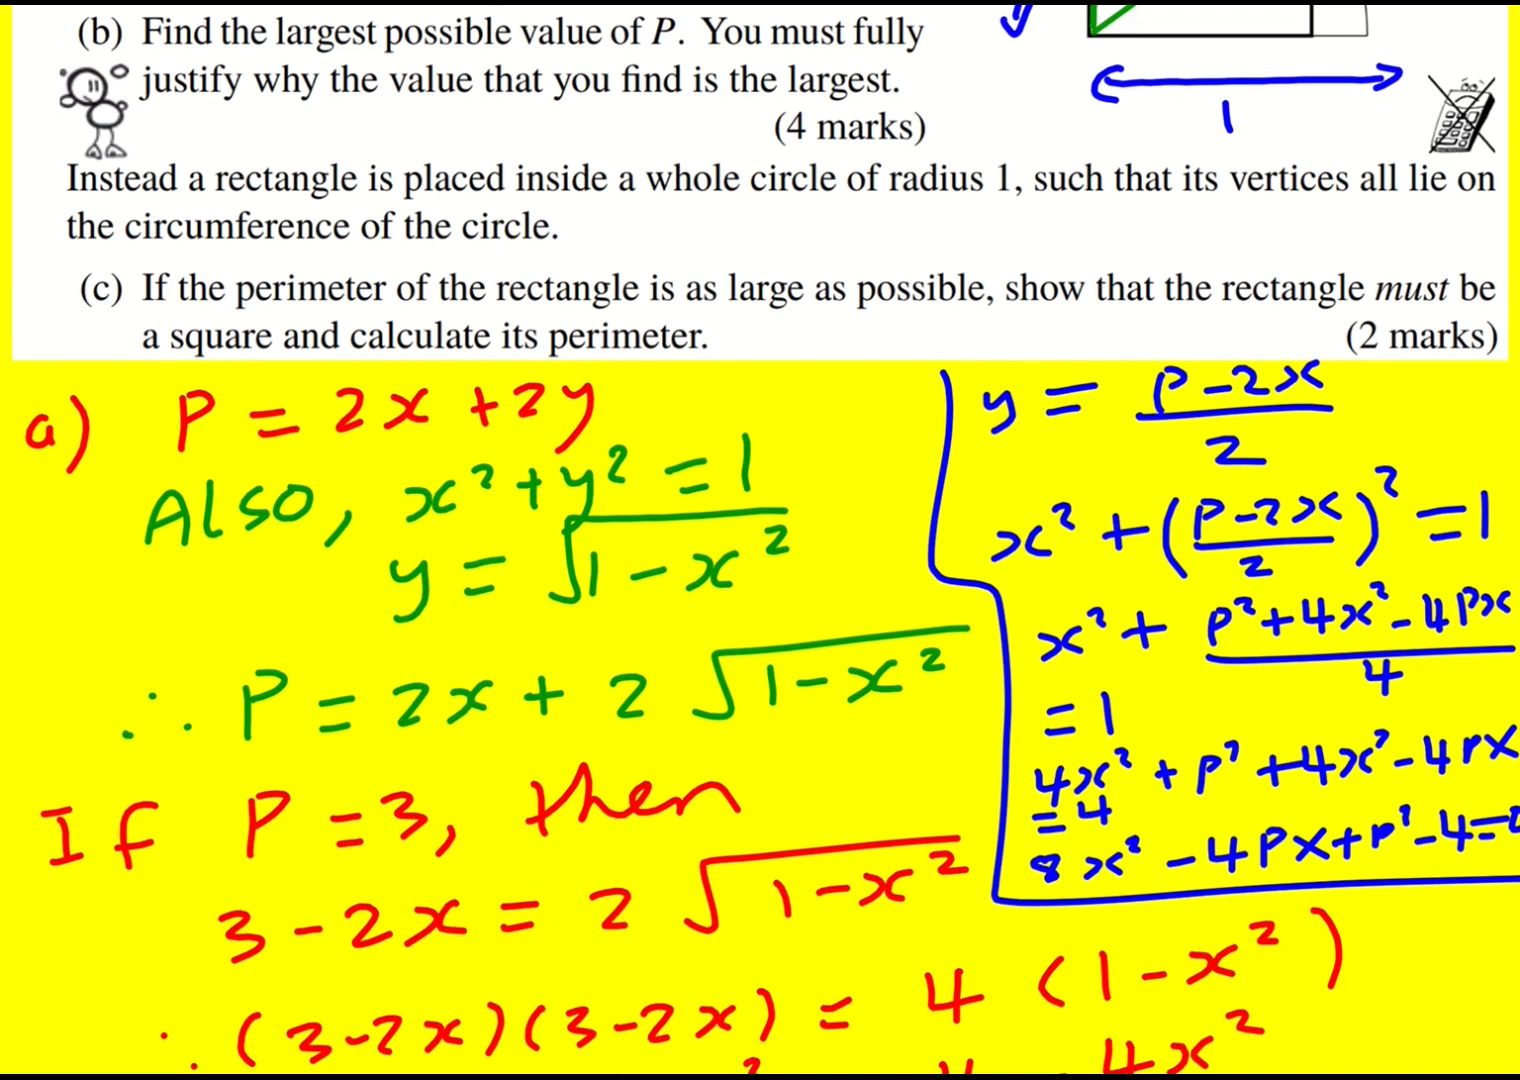 (b) Find the largest possible value of P. You must fully
justify why the value that you find is the largest.
(4 marks)
1
Instead a rectangle is placed inside a whole circle of radius 1, such that its vertices all lie on
the circumference of the circle.
(c) If the perimeter of the rectangle is as large as possible, show that the rectangle must be
a square and calculate its perimeter. (2 marks)
a) P = 2x + 2y
Also, x² + y² = 1
y = √(1 - x²)
∴ P = 2x + 2√(1 - x²)
If P = 3, then
3 - 2x = 2√(1 - x²)
∴ (3-2x)(3-2x) = 4(1 - x²)
4x²
y = (P - 2x)/2
x² + ((P - 2x)/2)² = 1
x² + (P² + 4x² - 4Px)/4
= 1
4x² + P² + 4x² - 4Px
= 4
8x² - 4Px + P² - 4 = 0